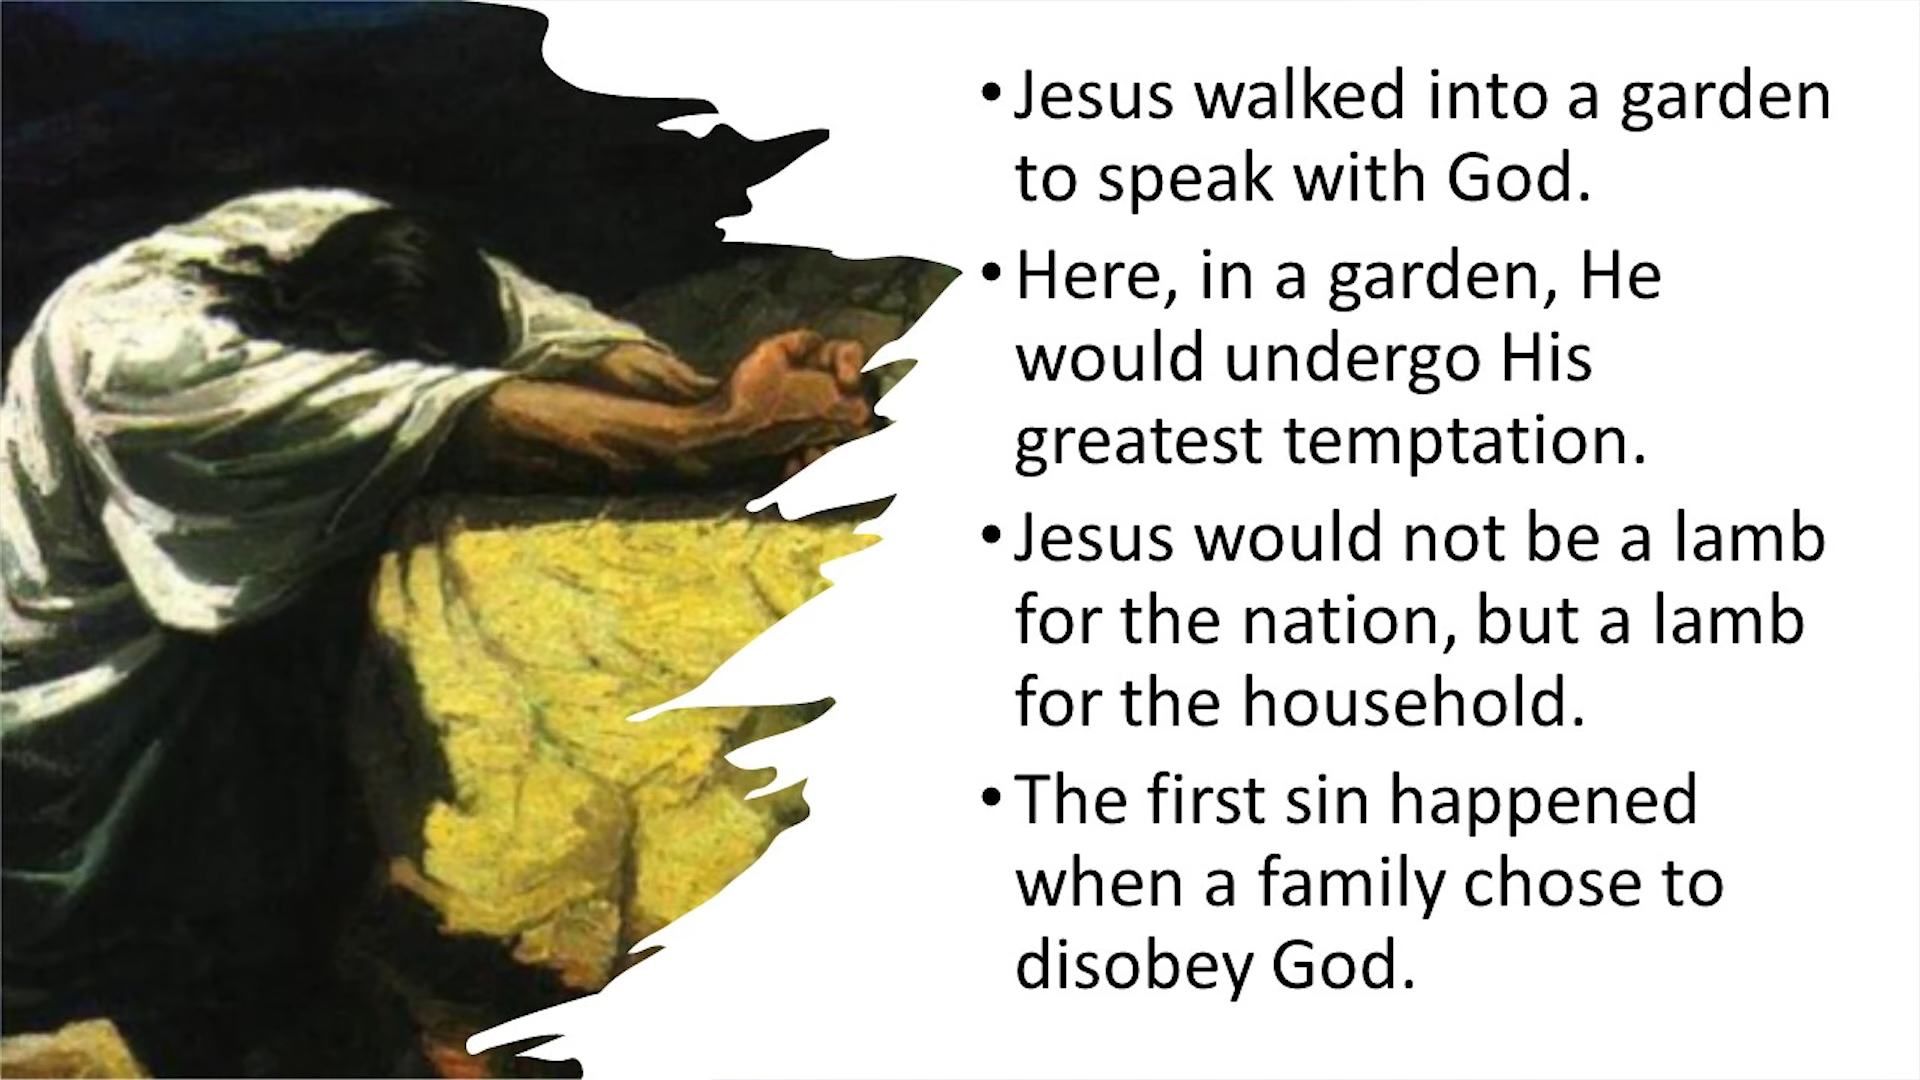 • Jesus walked into a garden
to speak with God.
• Here, in a garden, He
would undergo His
greatest temptation.
• Jesus would not be a lamb
for the nation, but a lamb
for the household.
• The first sin happened
when a family chose to
disobey God.